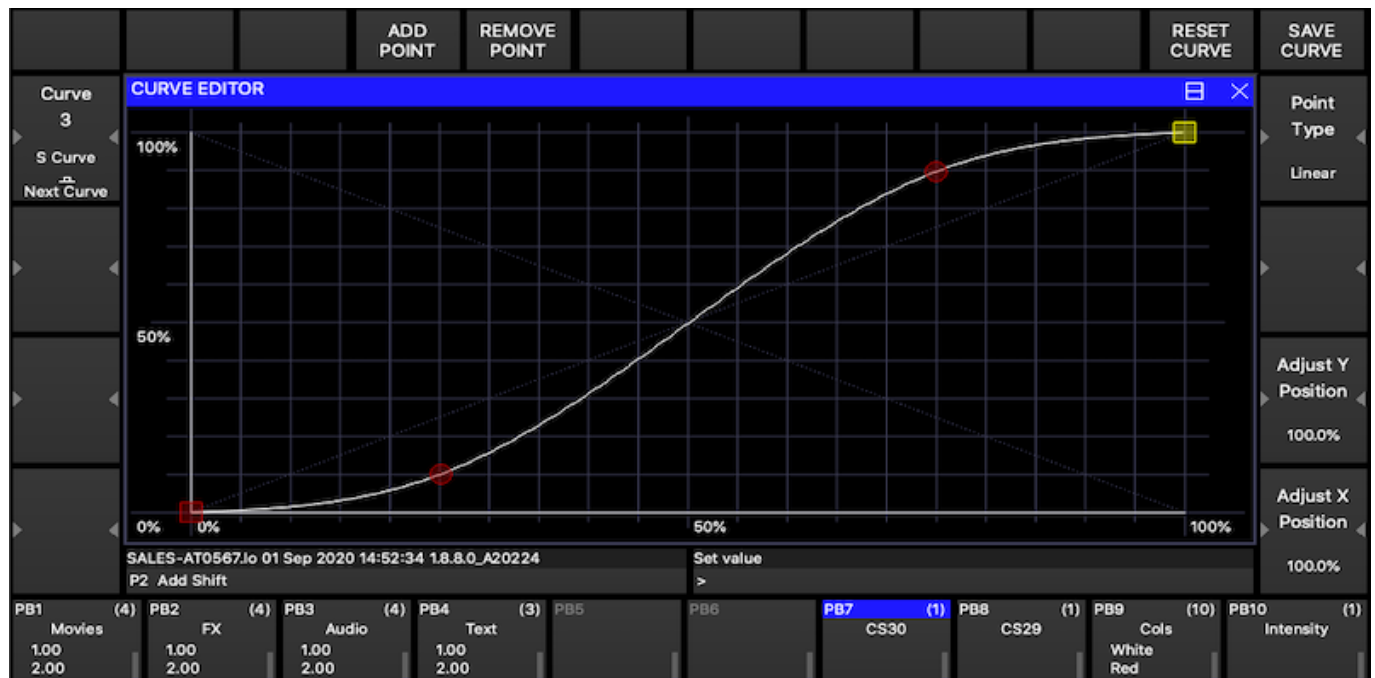 ADD
POINT
REMOVE
POINT
RESET
CURVE
SAVE
CURVE
Curve
3
S Curve
Next Curve
CURVE EDITOR
100%
50%
0%
0%
50%
100%
Point
Type
Linear
Adjust Y
Position
100.0%
Adjust X
Position
100.0%
SALES-AT0567.lo 01 Sep 2020 14:52:34 1.8.8.0_A20224
Set value
P2 Add Shift
>
PB1 (4)
Movies
1.00
2.00
PB2 (4)
FX
1.00
2.00
PB3 (4)
Audio
1.00
2.00
PB4 (3)
Text
1.00
2.00
PB5
PB6
PB7 (1)
CS30
PB8 (1)
CS29
PB9 (10)
Cols
White
Red
PB10 (1)
Intensity